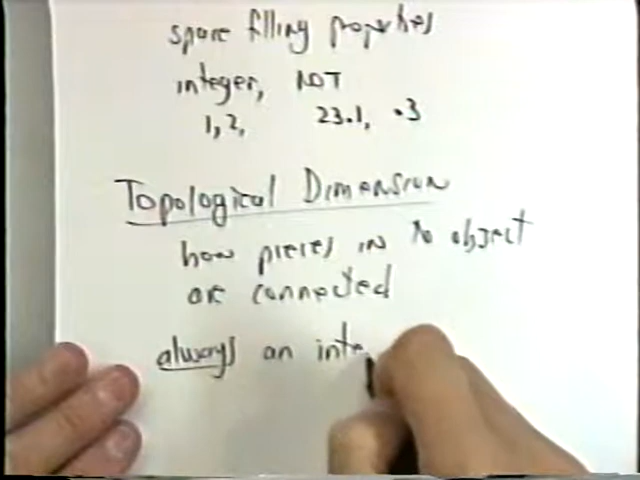 space filling properties
integer, NOT
1, 2, 23.1, .3
Topological Dimension
how pieces in the object
are connected
always an inte